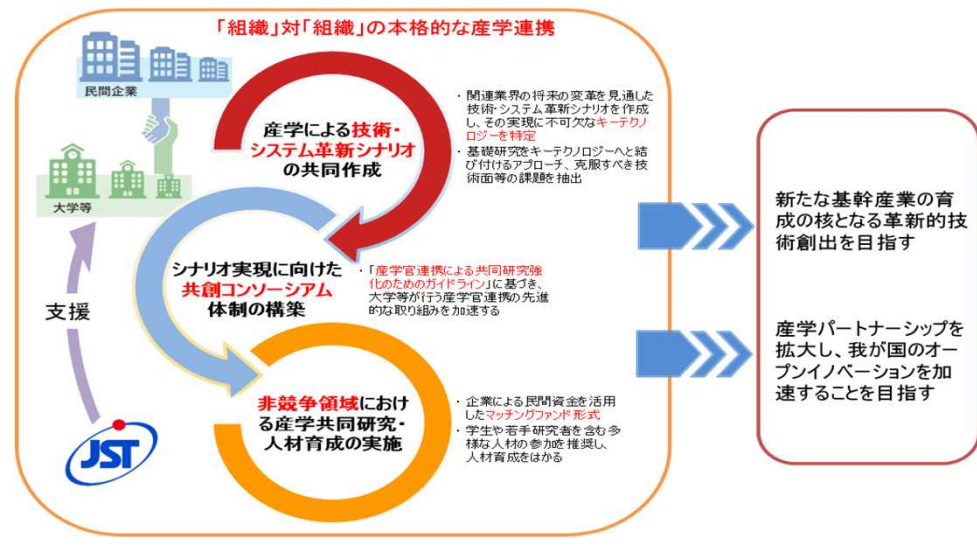 「組織」対「組織」の本格的な産学連携
民間企業
大学等
支援
JST
産学による技術・
システム革新シナリオ
の共同作成
・関連業界の将来の変革を見通した
技術・システム革新シナリオを作成
し、その実現に不可欠なキーテクノ
ロジーを特定
・基礎研究をキーテクノロジーへと結
び付けるアプローチ、克服すべき技
術面等の課題を抽出
シナリオ実現に向けた
共創コンソーシアム
体制の構築
・「産学官連携による共同研究強
化のためのガイドライン」に基づき、
大学等が行う産学官連携の先進
的な取り組みを加速する
非競争領域における
産学共同研究・
人材育成の実施
・企業による民間資金を活用
したマッチングファンド形式
・学生や若手研究者を含む多
様な人材の参加を推奨し、
人材育成をはかる
新たな基幹産業の育
成の核となる革新的技
術創出を目指す
産学パートナーシップを
拡大し、我が国のオー
プンイノベーションを加
速することを目指す